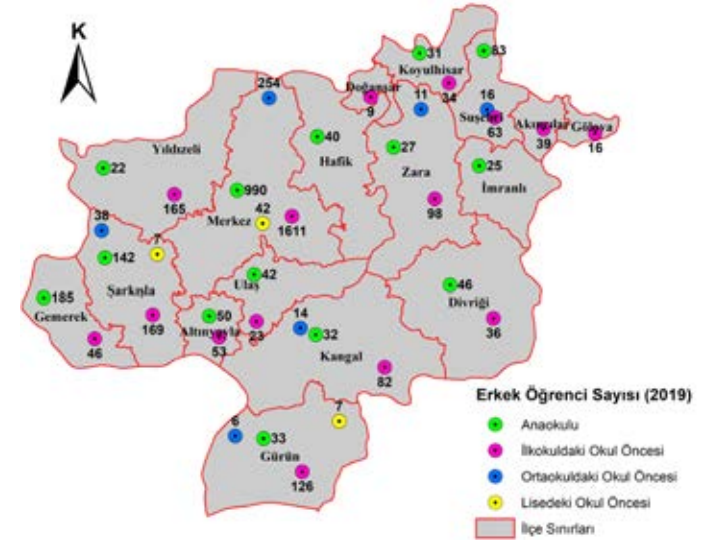 K
31
83
Koyulhisar
254
Doğanşar
34
11
16
9
Suşehri
63
Akıncılar
Gölova
39
16
40
27
Yıldızeli
Hafik
22
Zara
25
İmranlı
165
990
98
38
42
Merkez
1611
7
142
42
46
185
Şarkışla
Ulaş
Divriği
Gemerek
50
14
169
Altınyayla
23
32
36
46
53
Kangal
82
6
7
33
Gürün
126
Erkek Öğrenci Sayısı (2019)
Anaokulu
İlkokuldaki Okul Öncesi
Ortaokuldaki Okul Öncesi
Lisedeki Okul Öncesi
İlçe Sınırları